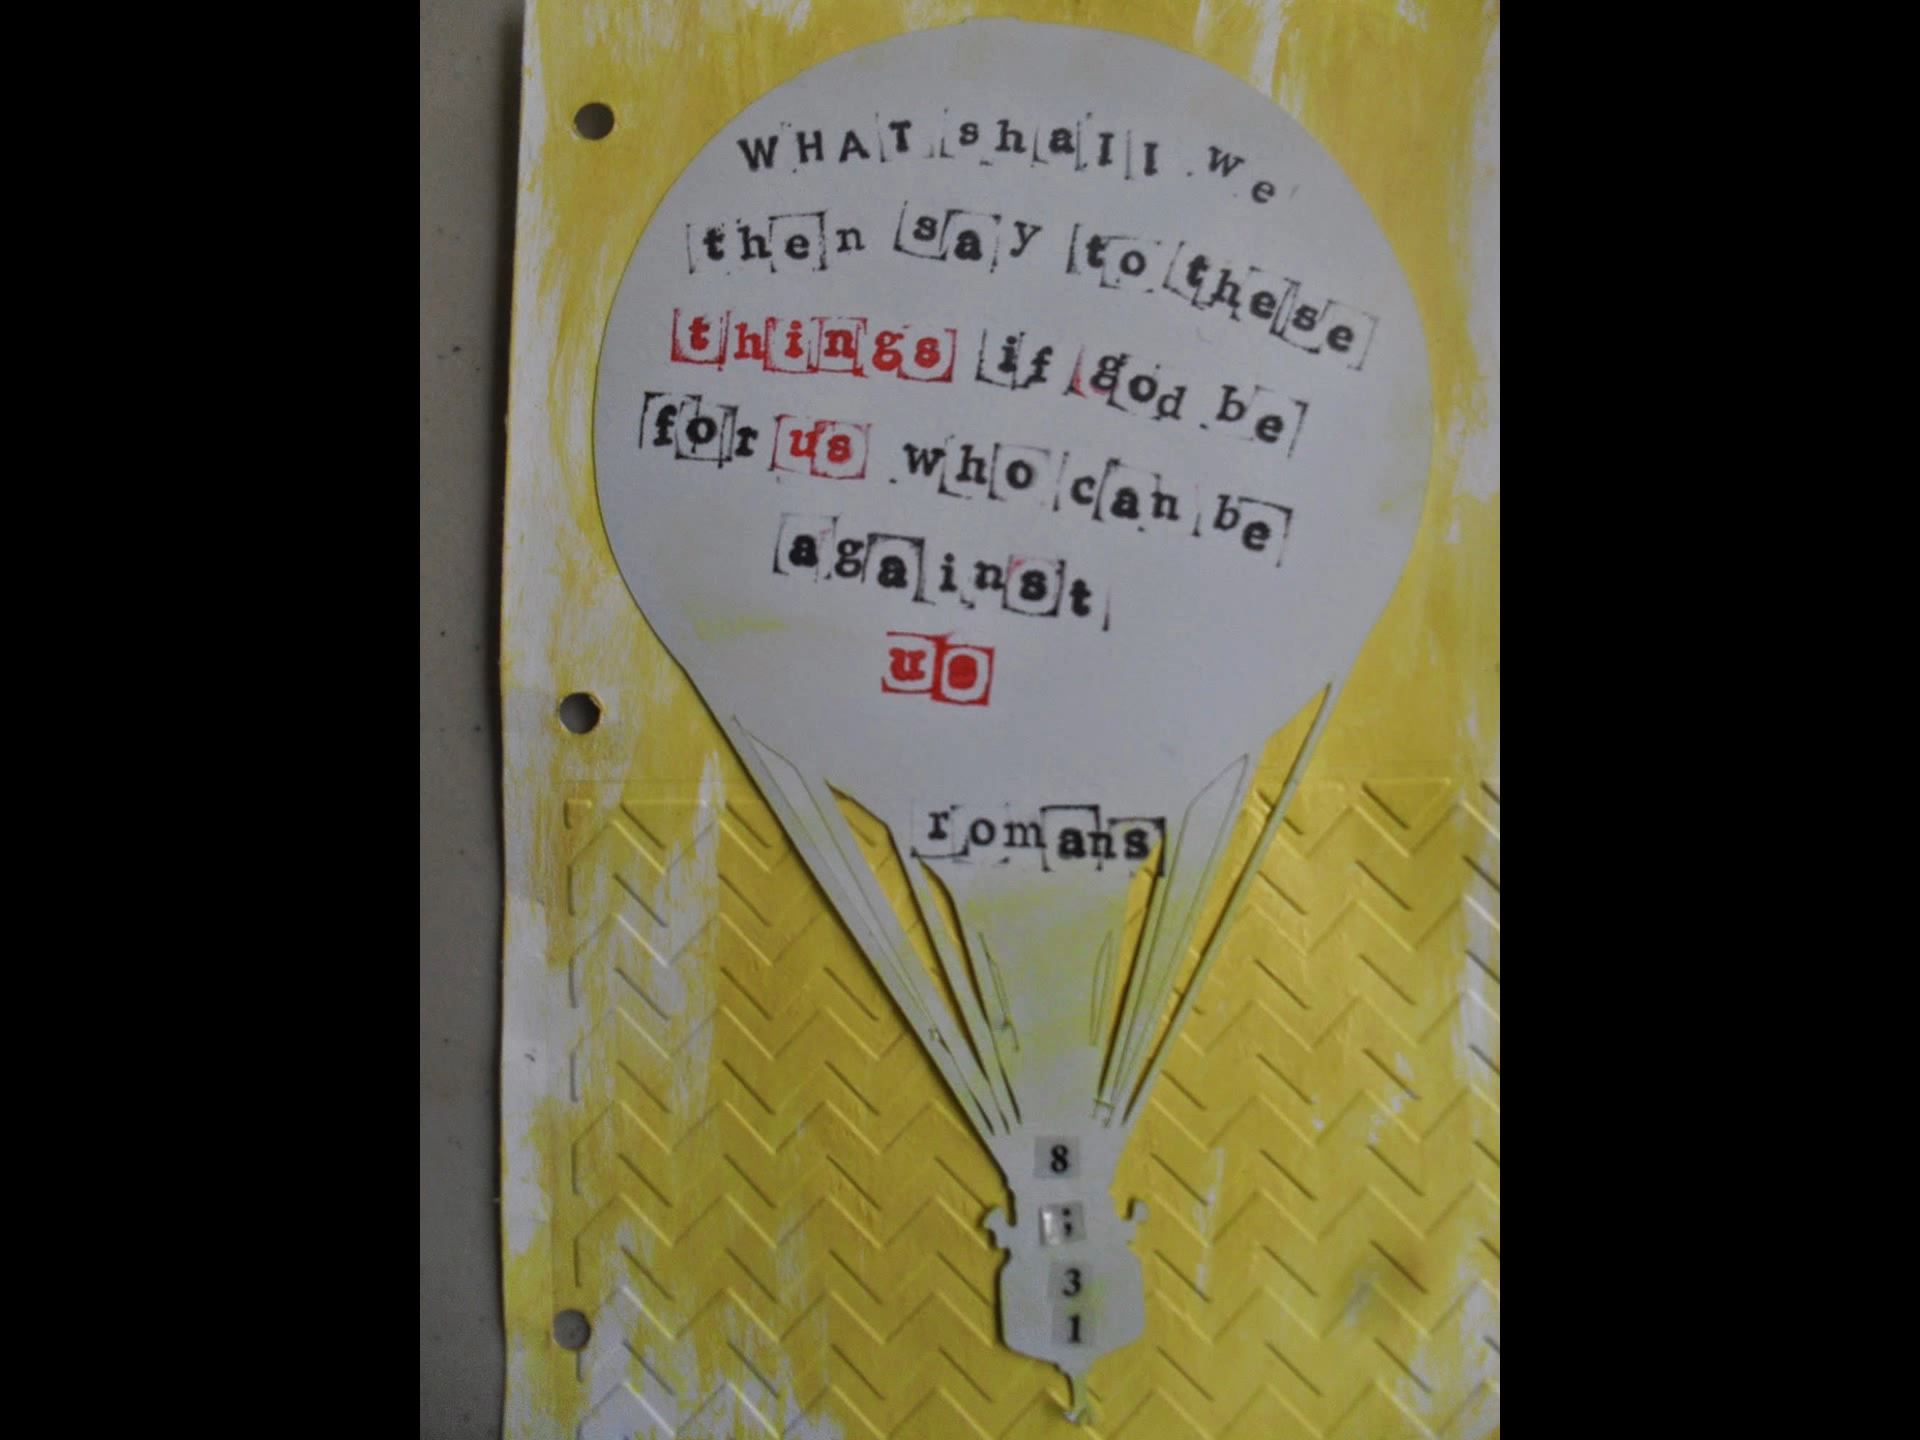 WHAT shall we
then say to these
things if god be
for us who can be
against
us
romans
8
;
3
1